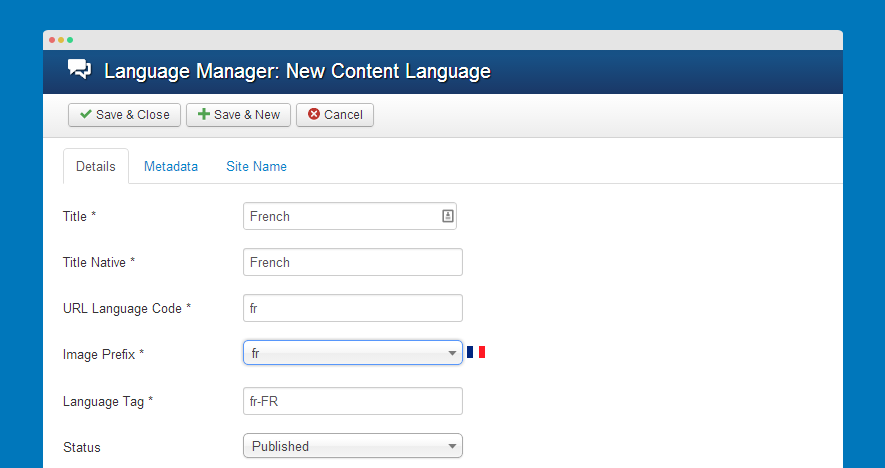 Language Manager: New Content Language
Save & Close Save & New Cancel
Details Metadata Site Name
Title * French
Title Native * French
URL Language Code * fr
Image Prefix * fr
Language Tag * fr-FR
Status Published